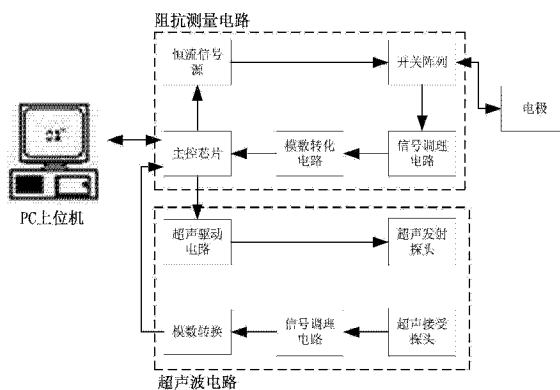 阻抗测量电路
恒流信号
源
开关阵列
电极
主控芯片
模数转化
电路
信号调理
电路
PC上位机
超声驱动
电路
超声发射
探头
模数转换
信号调理
电路
超声接受
探头
超声波电路